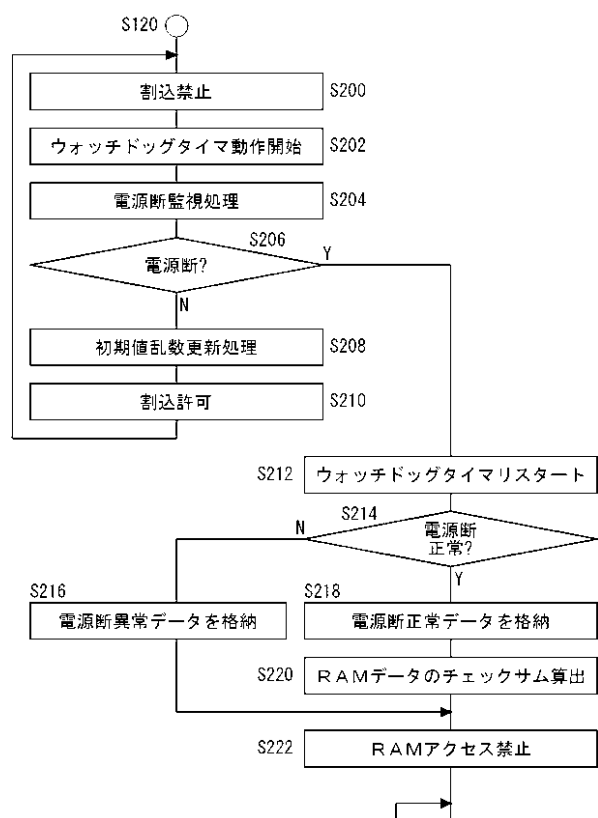 S120
割込禁止
S200
ウォッチドッグタイマ動作開始
S202
電源断監視処理
S204
S206
電源断?
Y
N
初期値乱数更新処理
S208
割込許可
S210
S212
ウォッチドッグタイマリスタート
S214
電源断
正常?
N
Y
S216
電源断異常データを格納
S218
電源断正常データを格納
S220
RAMデータのチェックサム算出
S222
RAMアクセス禁止